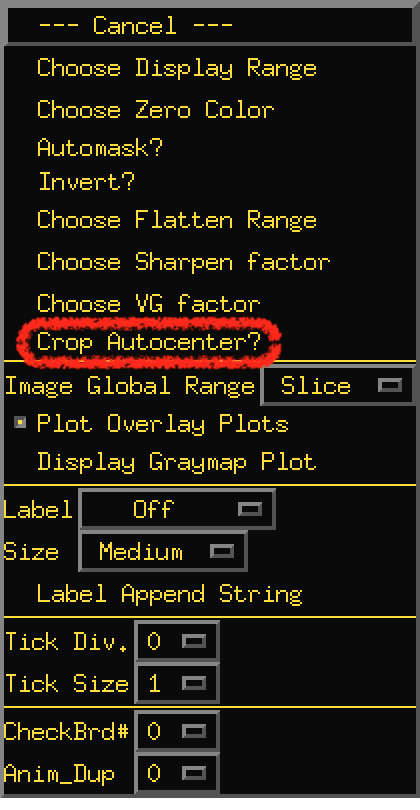 --- Cancel ---
Choose Display Range
Choose Zero Color
Automask?
Invert?
Choose Flatten Range
Choose Sharpen factor
Choose VG factor
Crop Autocenter?
Image Global Range Slice
Plot Overlay Plots
Display Graymap Plot
Label Off
Size Medium
Label Append String
Tick Div. 0
Tick Size 1
CheckBrd# 0
Anim_Dup 0